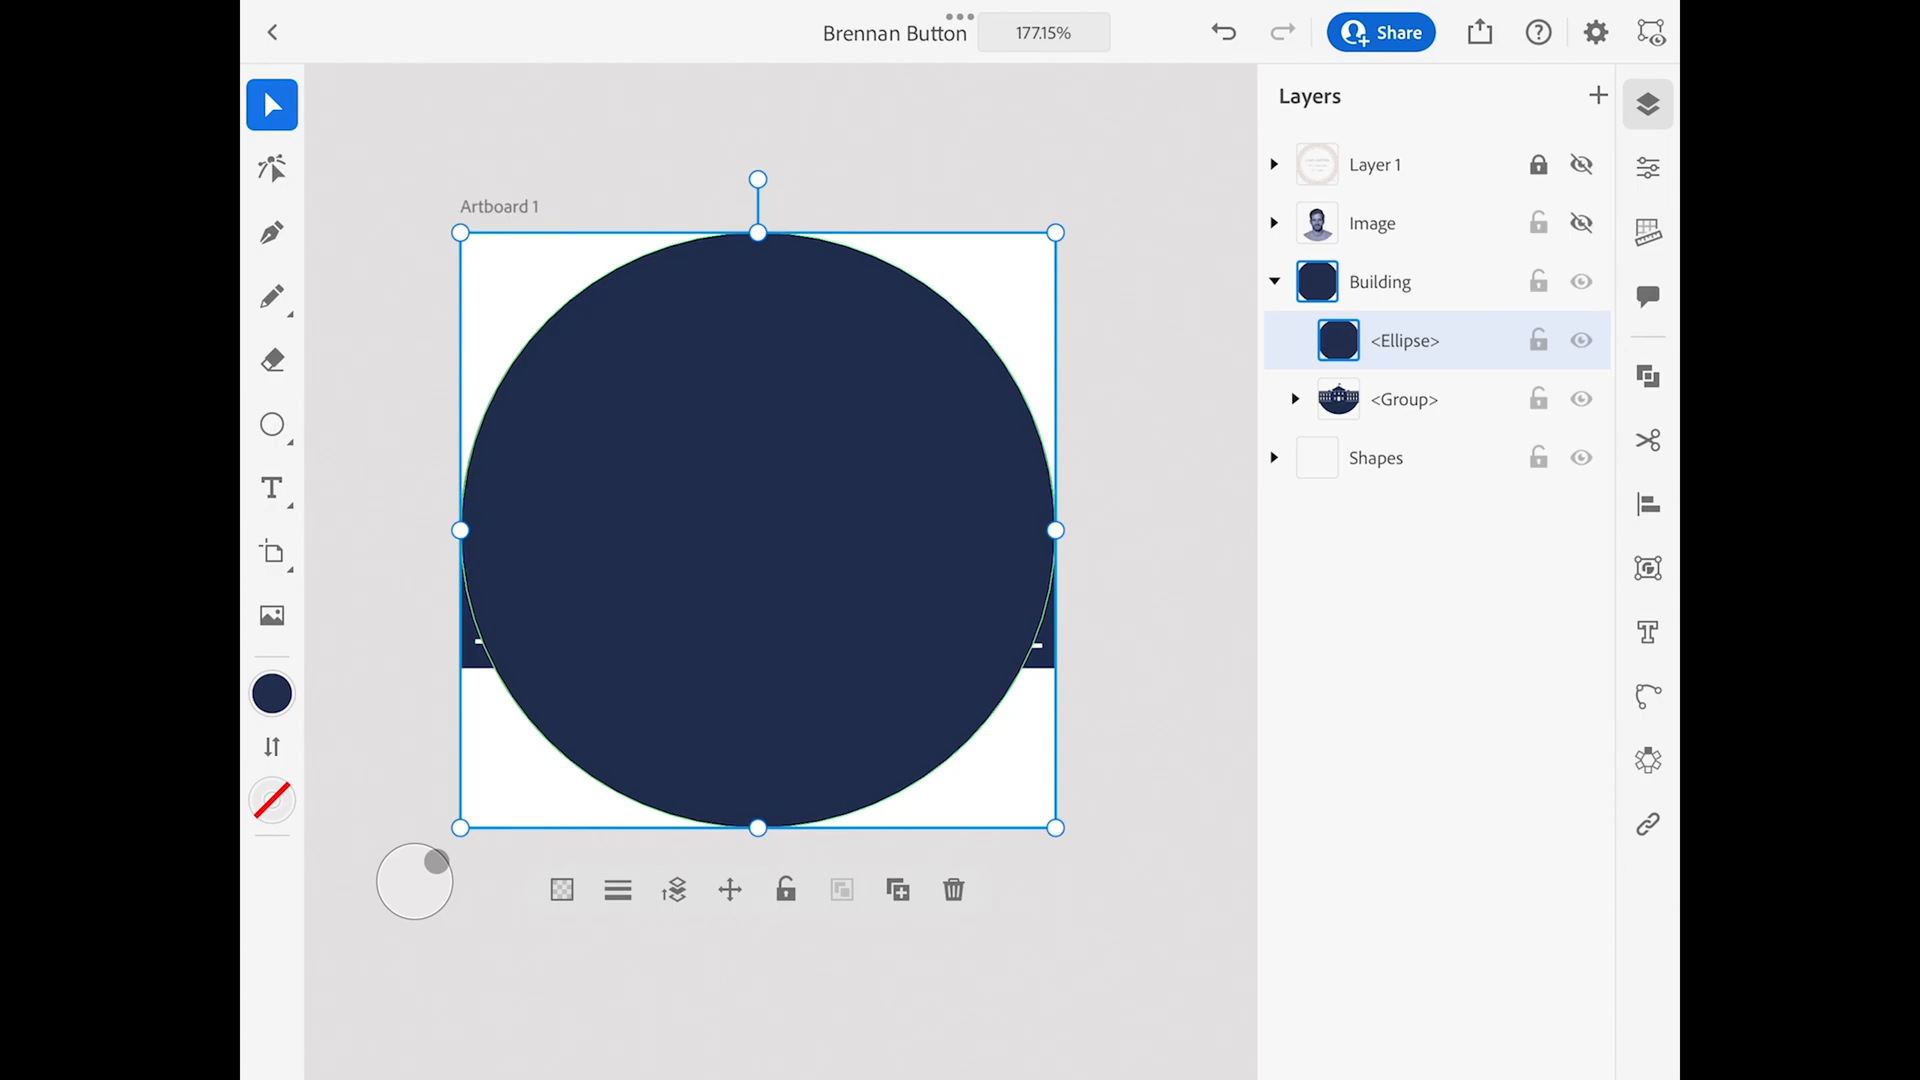 Brennan Button
177.15%
Share
Layers
Layer 1
Image
Building
<Ellipse>
<Group>
Shapes
Artboard 1